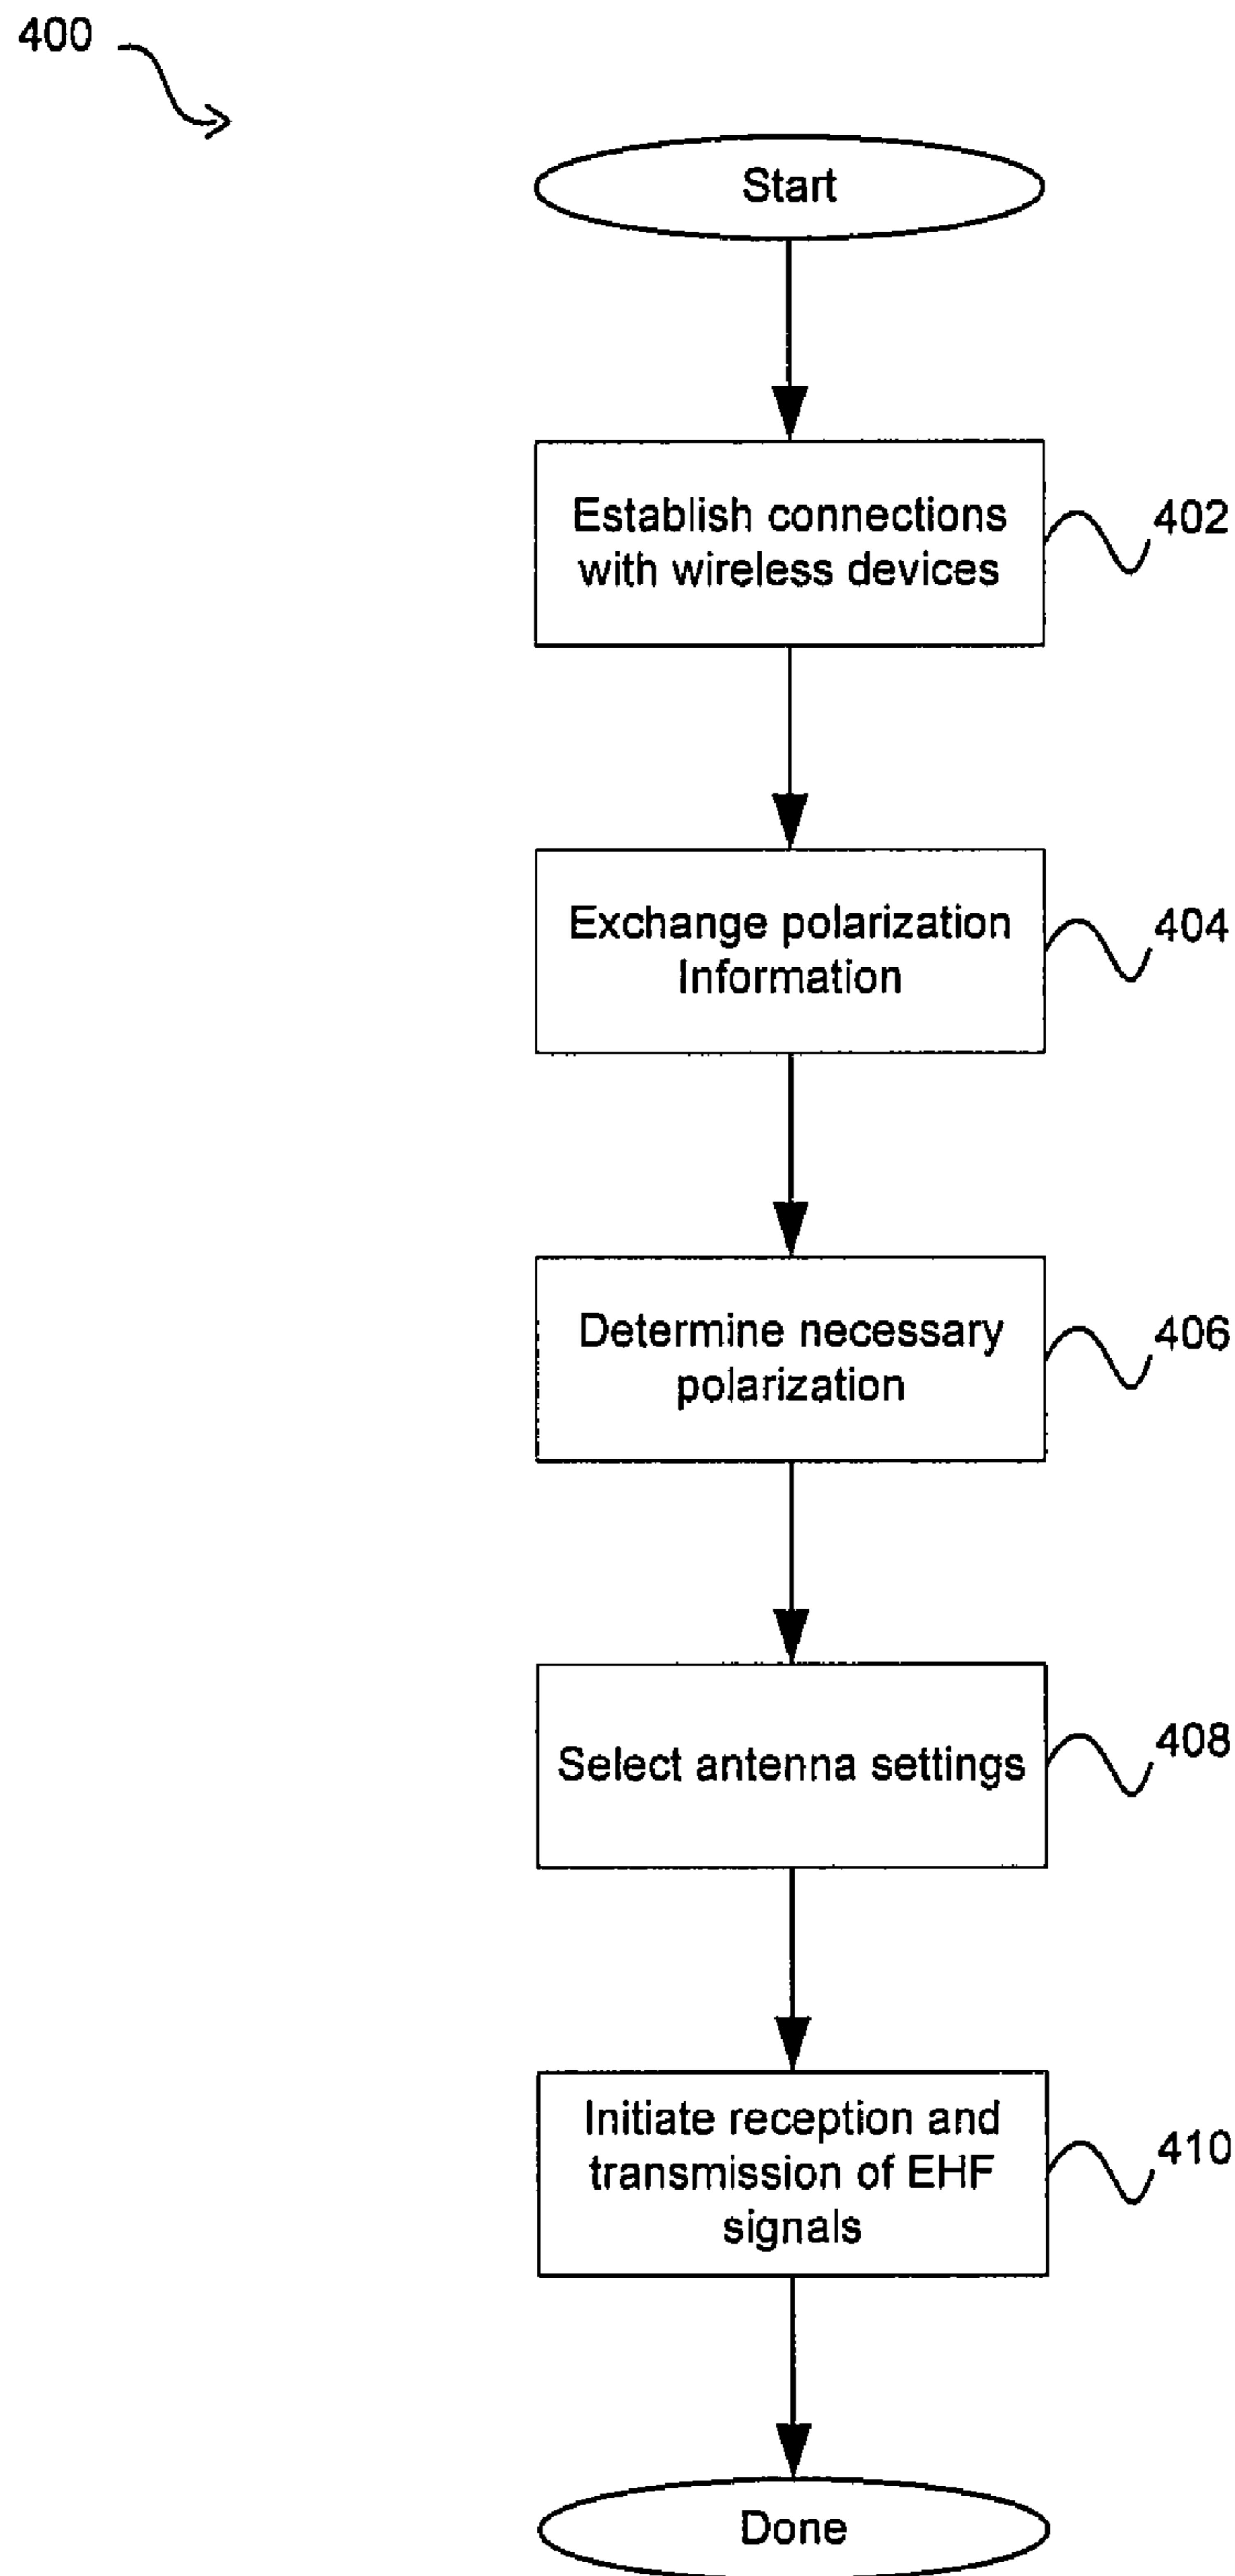 400
Start
Establish connections
with wireless devices
402
Exchange polarization
Information
404
Determine necessary
polarization
406
Select antenna settings
408
Initiate reception and
transmission of EHF
signals
410
Done